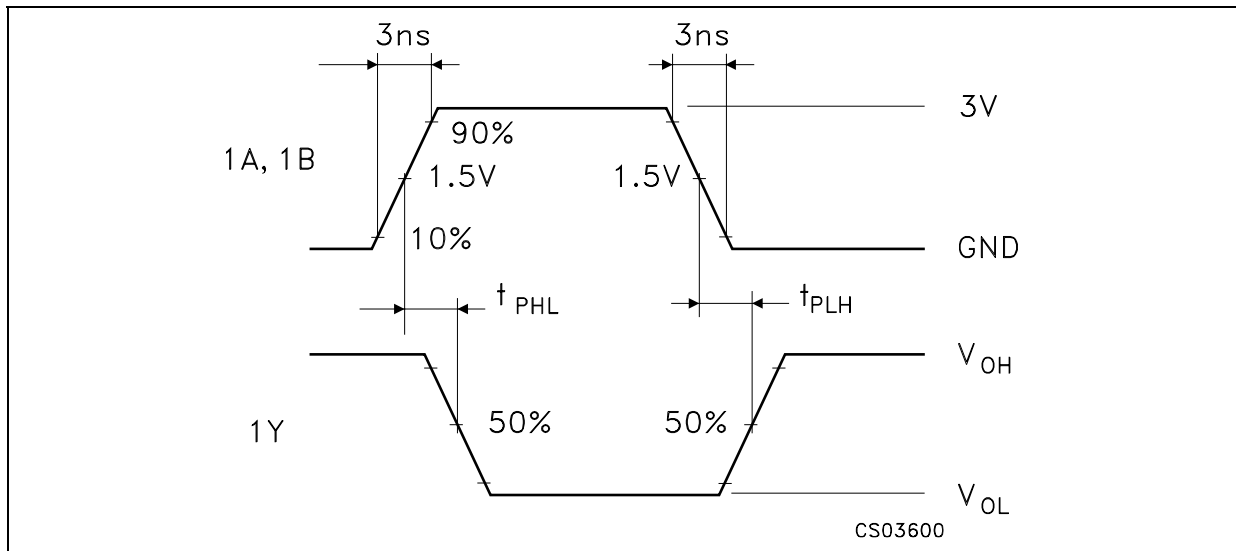 3ns 3ns
3V
90%
1A, 1B 1.5V 1.5V
10%
GND
t PHL tPLH
VOH
1Y 50% 50%
VOL
CS03600